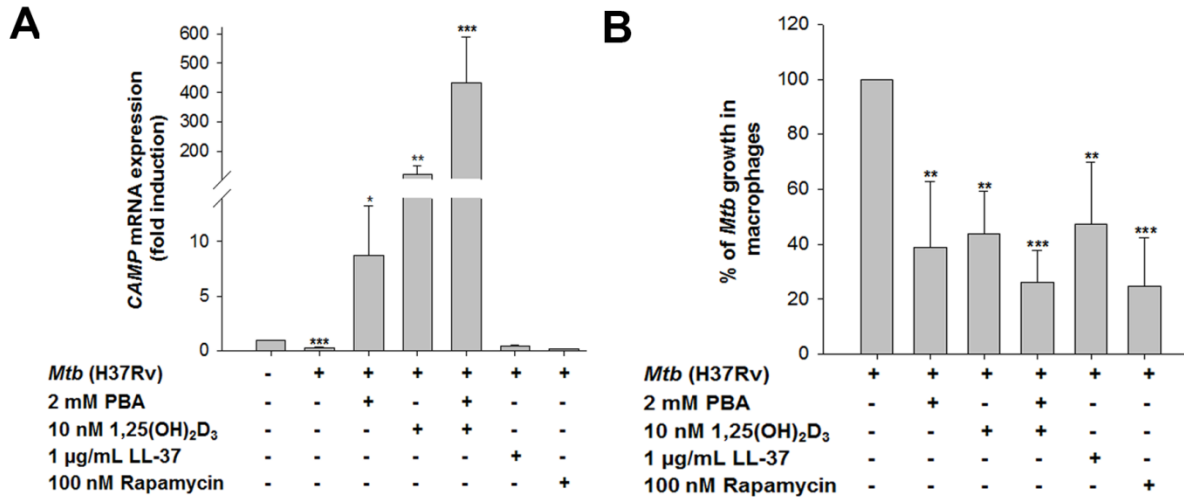 A
CAMP mRNA expression
(fold induction)
600
500
400
300
200
10
5
0
***
*
**
***
Mtb (H37Rv) - + + + + + +
2 mM PBA - - + - + - -
10 nM 1,25(OH)₂D₃ - - - + + - -
1 µg/mL LL-37 - - - - - + -
100 nM Rapamycin - - - - - - +
B
% of Mtb growth in
macrophages
120
100
80
60
40
20
0
**
**
***
**
***
Mtb (H37Rv) + + + + + +
2 mM PBA - + - + - -
10 nM 1,25(OH)₂D₃ - - + + - -
1 µg/mL LL-37 - - - - + -
100 nM Rapamycin - - - - - +